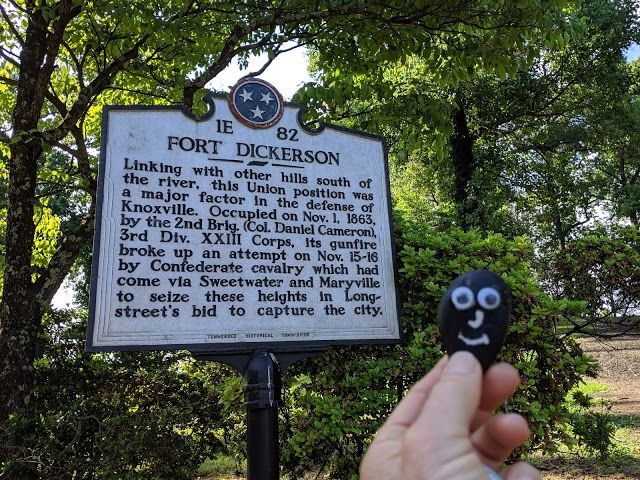 1E 82
FORT DICKERSON
Linking with other hills south of
the river, this Union position was
a major factor in the defense of
Knoxville. Occupied on Nov. 1, 1863,
by the 2nd Brig. (Col. Daniel Cameron),
3rd Div. XXIII Corps, its gunfire
broke up an attempt on Nov. 15-16
by Confederate cavalry which had
come via Sweetwater and Maryville
to seize these heights in Long-
street's bid to capture the city.
TENNESSEE HISTORICAL COMMISSION